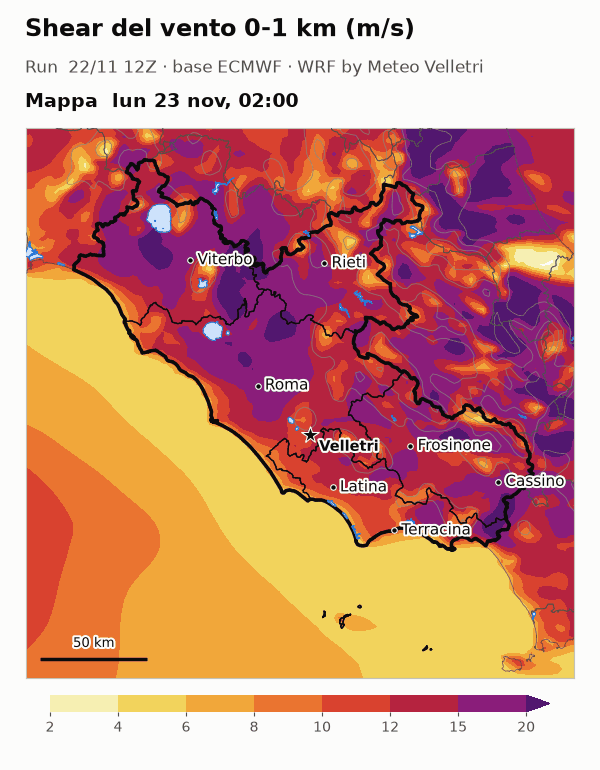 Shear del vento 0-1 km (m/s)
Run  22/11 12Z · base ECMWF · WRF by Meteo Velletri
Mappa  lun 23 nov, 02:00
Viterbo
Rieti
Roma
Velletri
Frosinone
Latina
Cassino
Terracina
50 km
2 4 6 8 10 12 15 20